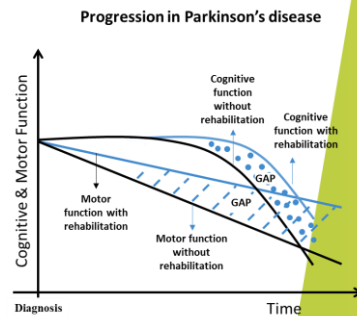 Progression in Parkinson's disease
Cognitive & Motor Function
Cognitive
function
without
rehabilitation
Cognitive
function with
rehabilitation
GAP
GAP
Motor
function with
rehabilitation
Motor function
without
rehabilitation
Diagnosis
Time